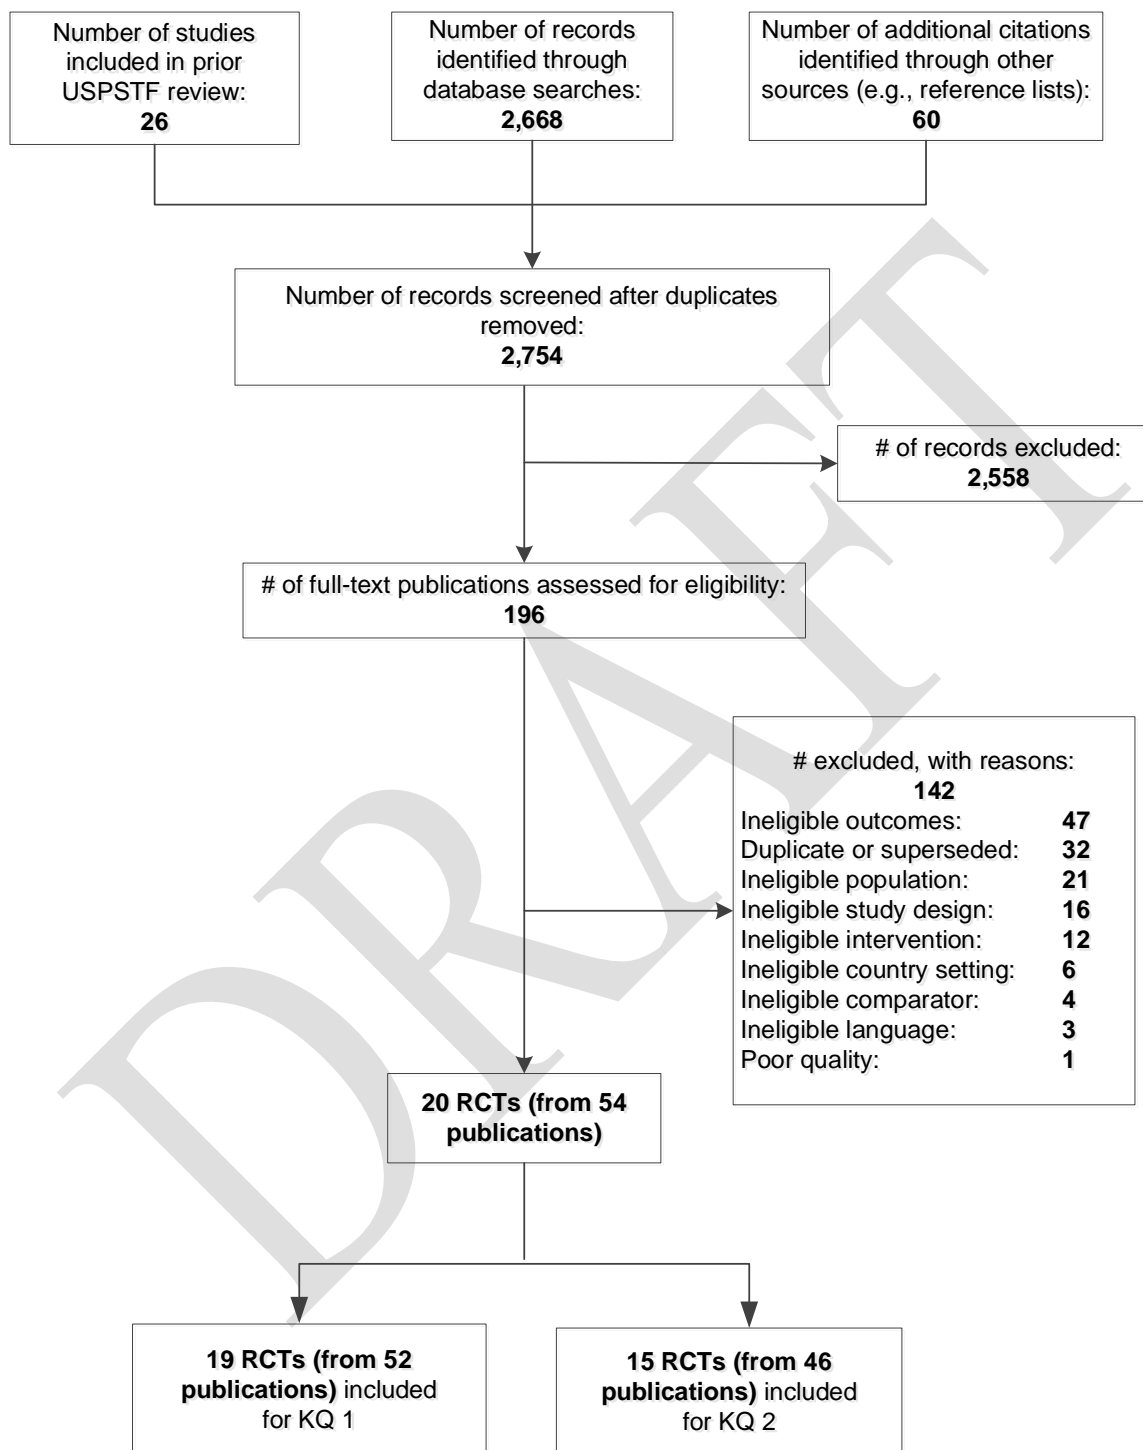 Number of studies
included in prior
USPSTF review:
26
Number of records
identified through
database searches:
2,668
Number of additional citations
identified through other
sources (e.g., reference lists):
60
Number of records screened after duplicates
removed:
2,754
# of records excluded:
2,558
# of full-text publications assessed for eligibility:
196
# excluded, with reasons:
142
Ineligible outcomes: 47
Duplicate or superseded: 32
Ineligible population: 21
Ineligible study design: 16
Ineligible intervention: 12
Ineligible country setting: 6
Ineligible comparator: 4
Ineligible language: 3
Poor quality: 1
20 RCTs (from 54
publications)
19 RCTs (from 52
publications) included
for KQ 1
15 RCTs (from 46
publications) included
for KQ 2
DRAFT